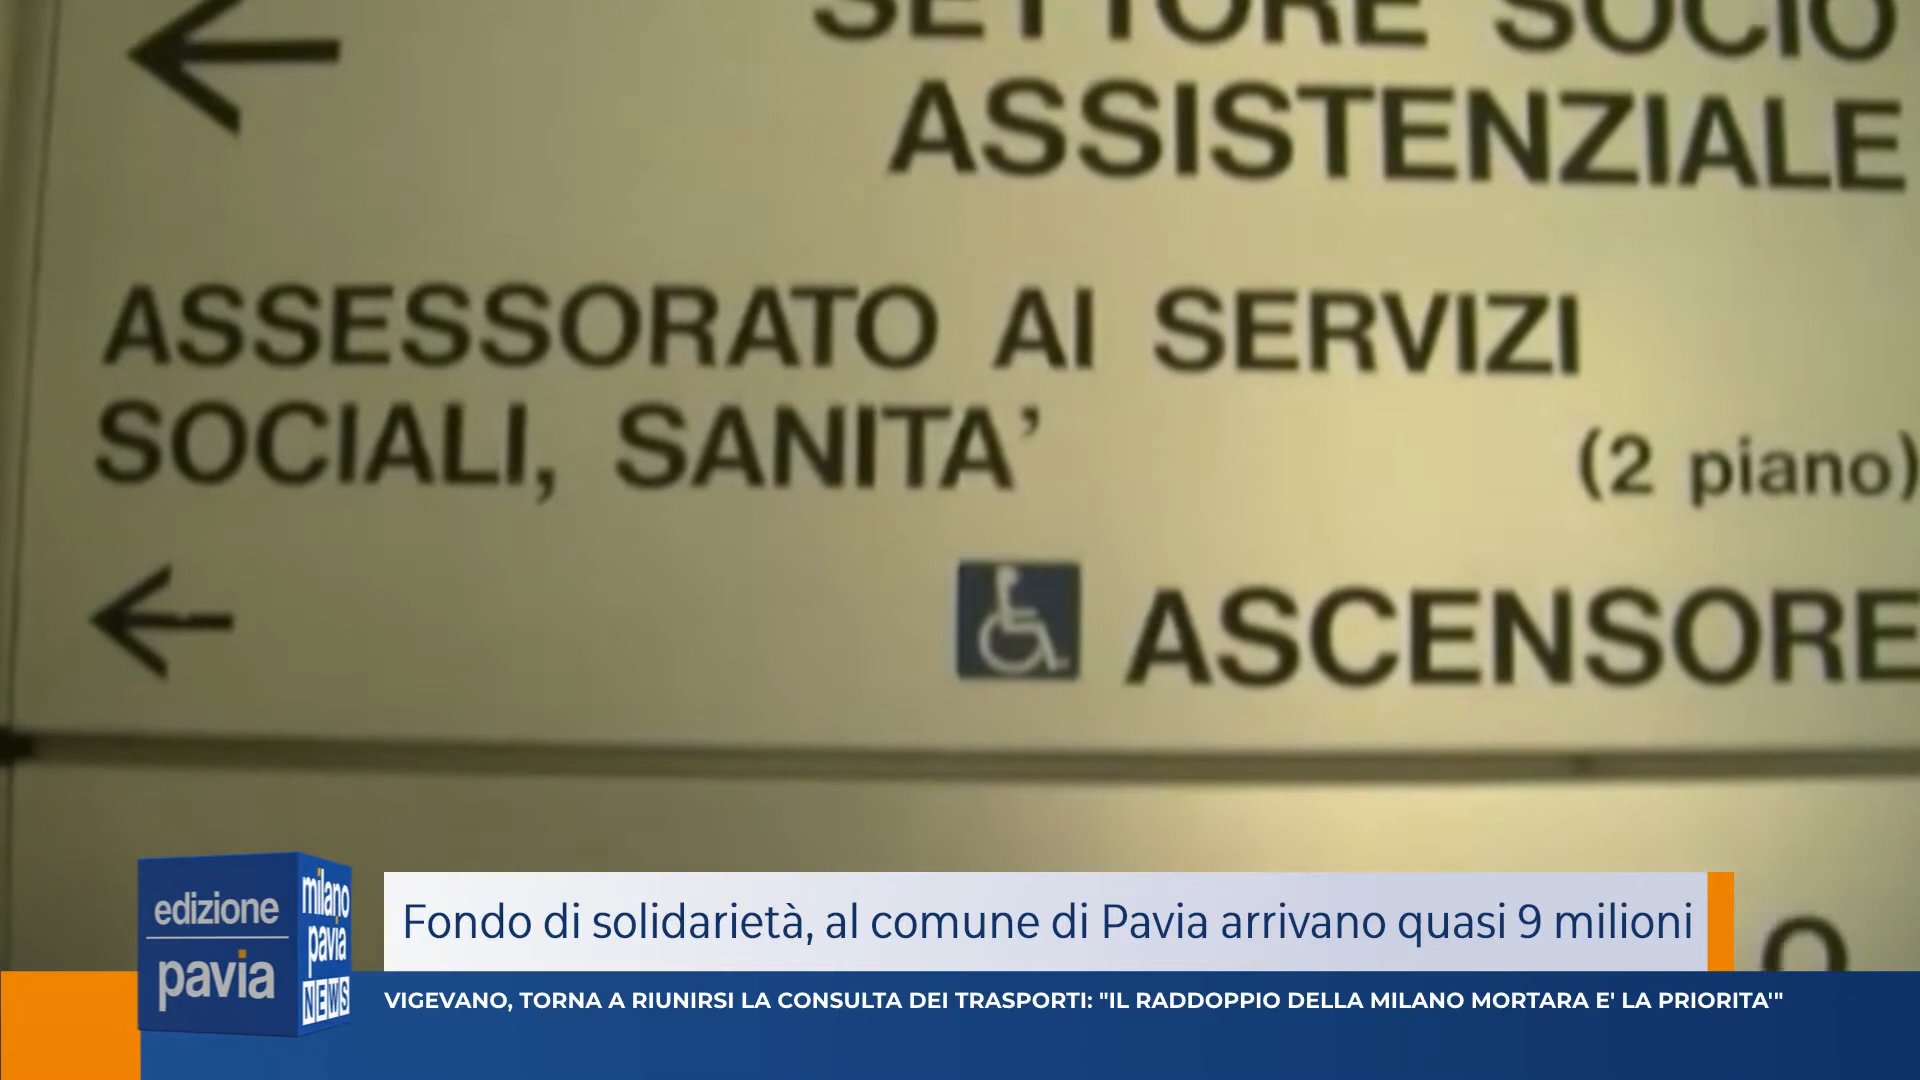 SETTORE SOCIO
ASSISTENZIALE
ASSESSORATO AI SERVIZI
SOCIALI, SANITA'
(2 piano)
ASCENSORE
edizione
pavia
milano
pavia
NEWS
Fondo di solidarietà, al comune di Pavia arrivano quasi 9 milioni
VIGEVANO, TORNA A RIUNIRSI LA CONSULTA DEI TRASPORTI: "IL RADDOPPIO DELLA MILANO MORTARA E' LA PRIORITA'"